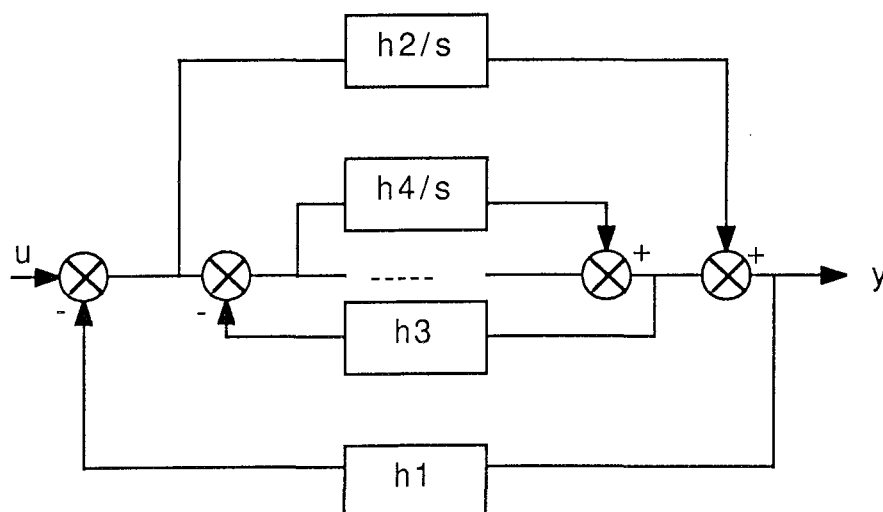 h2/s
h4/s
u
+
+
-----
y
-
-
h3
h1